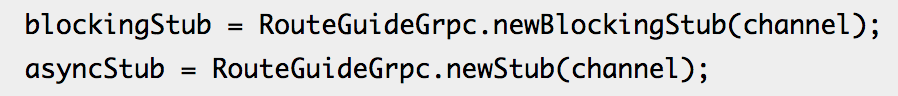 blockingStub = RouteGuideGrpc.newBlockingStub(channel);
asyncStub = RouteGuideGrpc.newStub(channel);